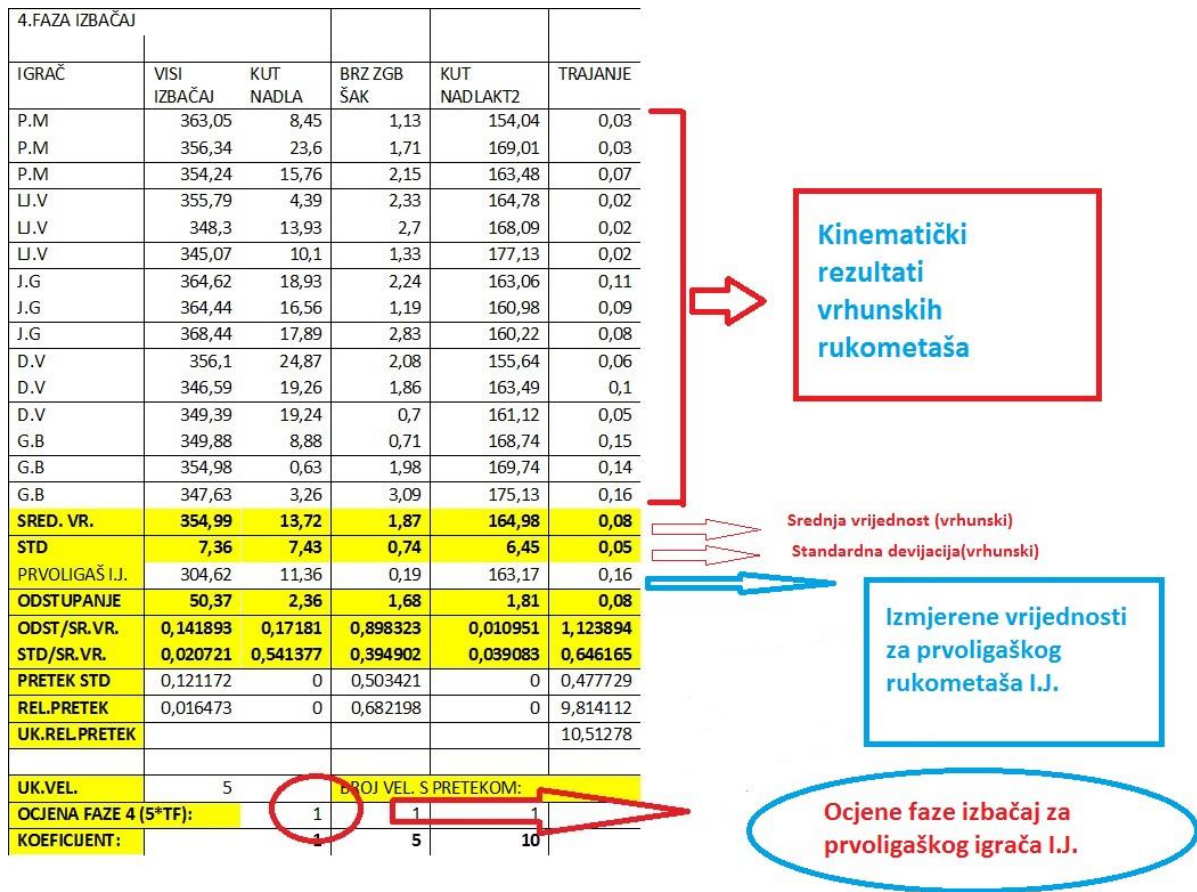 4.FAZA IZBAČAJ
IGRAČ VISI IZBAČAJ KUT NADLA BRZ ZGB ŠAK KUT NADLAKT2 TRAJANJE
P.M 363,05 8,45 1,13 154,04 0,03
P.M 356,34 23,6 1,71 169,01 0,03
P.M 354,24 15,76 2,15 163,48 0,07
LJ.V 355,79 4,39 2,33 164,78 0,02
LJ.V 348,3 13,93 2,7 168,09 0,02
LJ.V 345,07 10,1 1,33 177,13 0,02
J.G 364,62 18,93 2,24 163,06 0,11
J.G 364,44 16,56 1,19 160,98 0,09
J.G 368,44 17,89 2,83 160,22 0,08
D.V 356,1 24,87 2,08 155,64 0,06
D.V 346,59 19,26 1,86 163,49 0,1
D.V 349,39 19,24 0,7 161,12 0,05
G.B 349,88 8,88 0,71 168,74 0,15
G.B 354,98 0,63 1,98 169,74 0,14
G.B 347,63 3,26 3,09 175,13 0,16
SRED. VR. 354,99 13,72 1,87 164,98 0,08
STD 7,36 7,43 0,74 6,45 0,05
PRVOLIGAŠ I.J. 304,62 11,36 0,19 163,17 0,16
ODSTUPANJE 50,37 2,36 1,68 1,81 0,08
ODST/SR.VR. 0,141893 0,17181 0,898323 0,010951 1,123894
STD/SR.VR. 0,020721 0,541377 0,394902 0,039083 0,646165
PRETEK STD 0,121172 0 0,503421 0 0,477729
REL.PRETEK 0,016473 0 0,682198 0 9,814112
UK.REL.PRETEK 10,51278
UK.VEL. 5 BROJ VEL. S PRETEKOM:
OCJENA FAZE 4 (5*TF): 1 1 1
KOEFICIJENT: 1 5 10
Kinematički
rezultati
vrhunskih
rukometaša
Srednja vrijednost (vrhunski)
Standardna devijacija(vrhunski)
Izmjerene vrijednosti
za prvoligaškog
rukometaša I.J.
Ocjene faze izbačaj za
prvoligaškog igrača I.J.